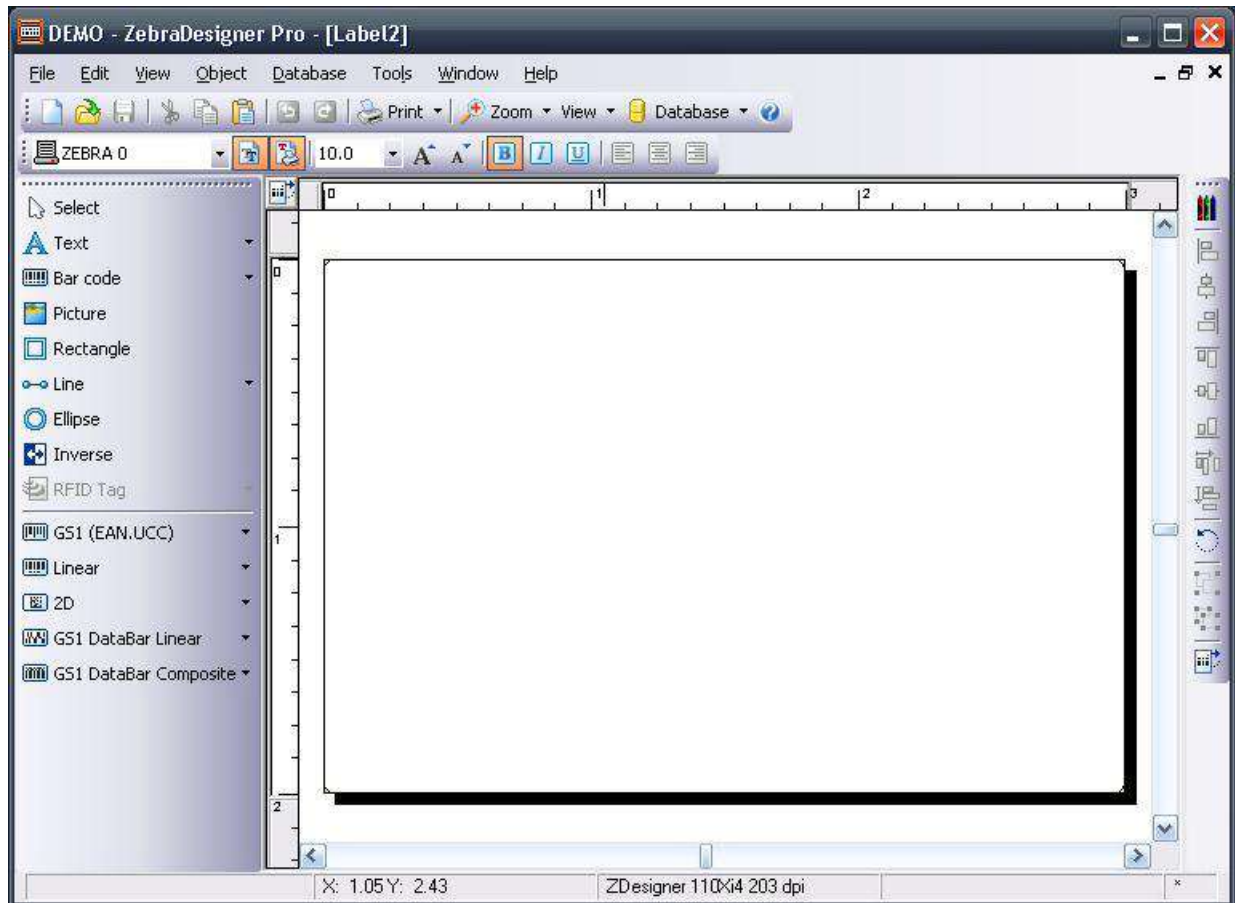 DEMO - ZebraDesigner Pro - [Label2]
File Edit View Object Database Tools Window Help
Print Zoom View Database
ZEBRA 0 10.0 A A B I U
0 1 2 3
Select
Text
Bar code
Picture
Rectangle
Line
Ellipse
Inverse
RFID Tag
GS1 (EAN.UCC)
Linear
2D
GS1 DataBar Linear
GS1 DataBar Composite
0
1
2
X: 1.05 Y: 2.43 ZDesigner 110Xi4 203 dpi